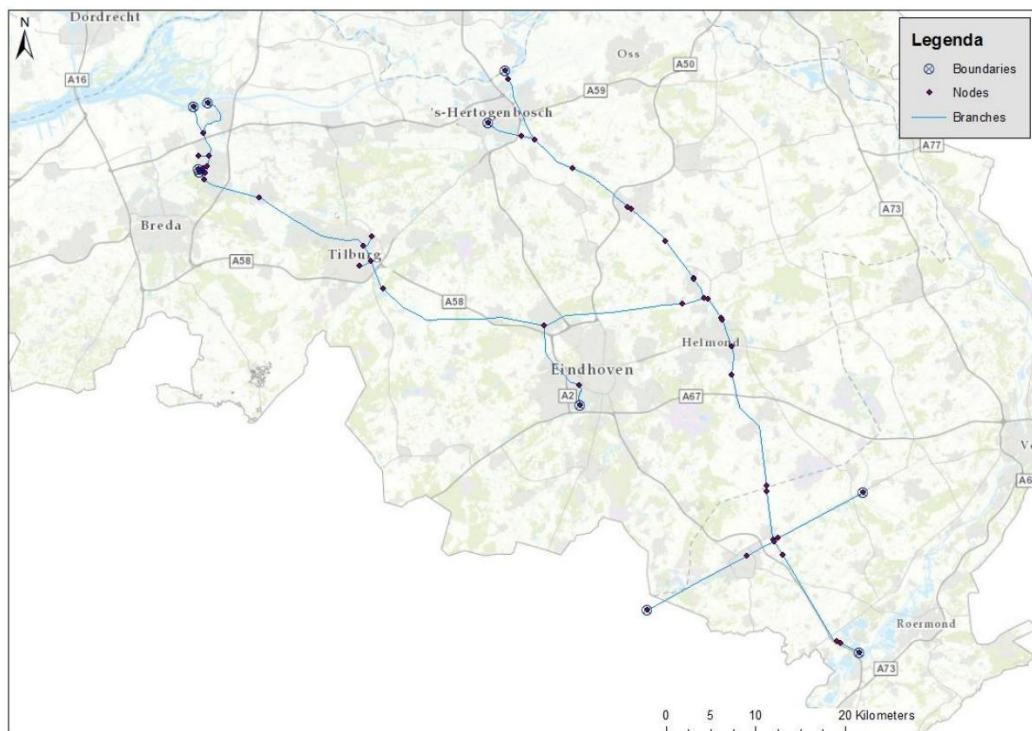 N
Dordrecht
A16
Oss
A50
A59
's-Hertogenbosch
Legenda
Boundaries
Nodes
Branches
A77
A73
Breda
A58
Tilburg
A58
Helmond
Eindhoven
A2
A67
V
A6
Roermond
A73
0 5 10 20 Kilometers